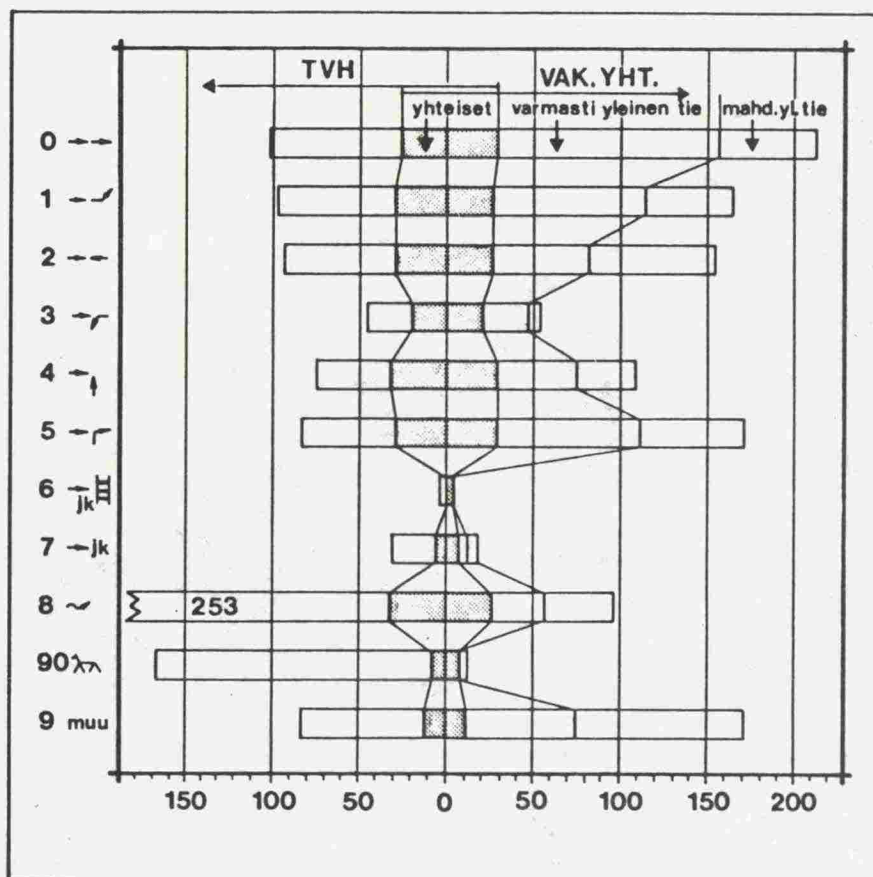 TVH VAK. YHT.
yhteiset varmasti yleinen tie mahd. yl. tie
0
1
2
3
4
5
6 jk
7 jk
8 253
90
9 muu
150 100 50 0 50 100 150 200